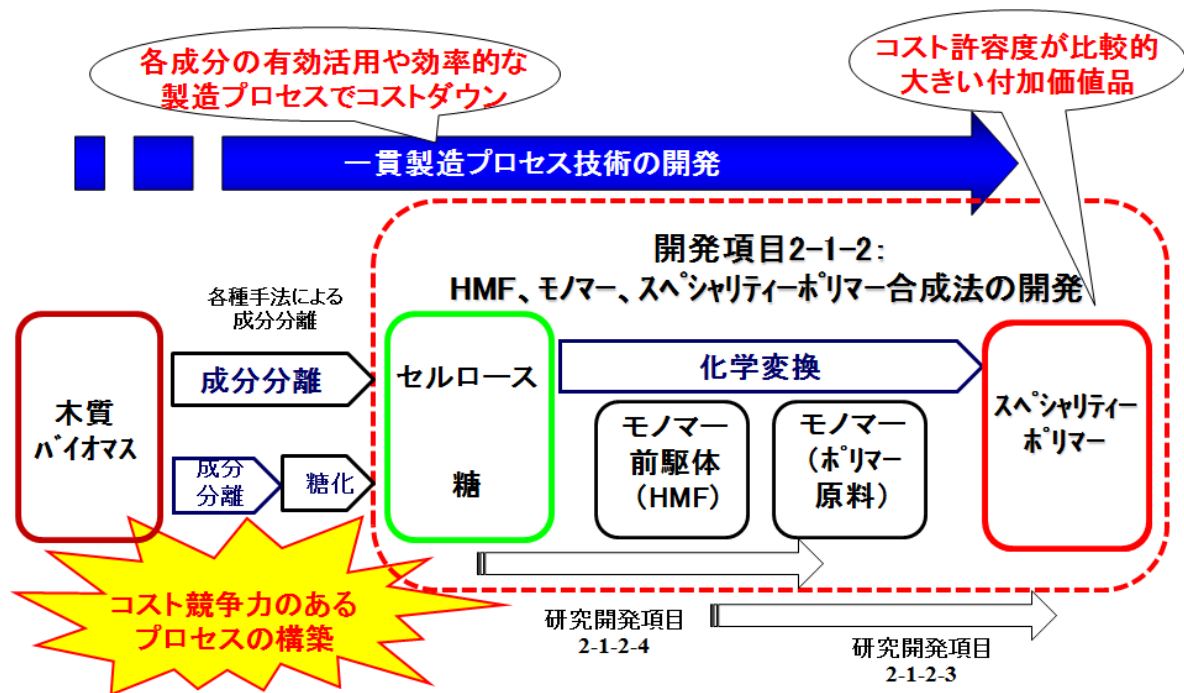 各成分の有効活用や効率的な
製造プロセスでコストダウン
コスト許容度が比較的
大きい付加価値品
一貫製造プロセス技術の開発
開発項目2-1-2:
HMF、ﾓﾉﾏｰ、ｽﾍﾟｼｬﾘﾃｨｰﾎﾟﾘﾏｰ合成法の開発
各種手法による
成分分離
成分分離
木質
ﾊﾞｲｵﾏｽ
成分
分離
糖化
セルロース
糖
化学変換
モノマー
前駆体
(HMF)
モノマー
(ﾎﾟﾘﾏｰ
原料)
ｽﾍﾟｼｬﾘﾃｨｰ
ﾎﾟﾘﾏｰ
コスト競争力のある
プロセスの構築
研究開発項目
2-1-2-4
研究開発項目
2-1-2-3